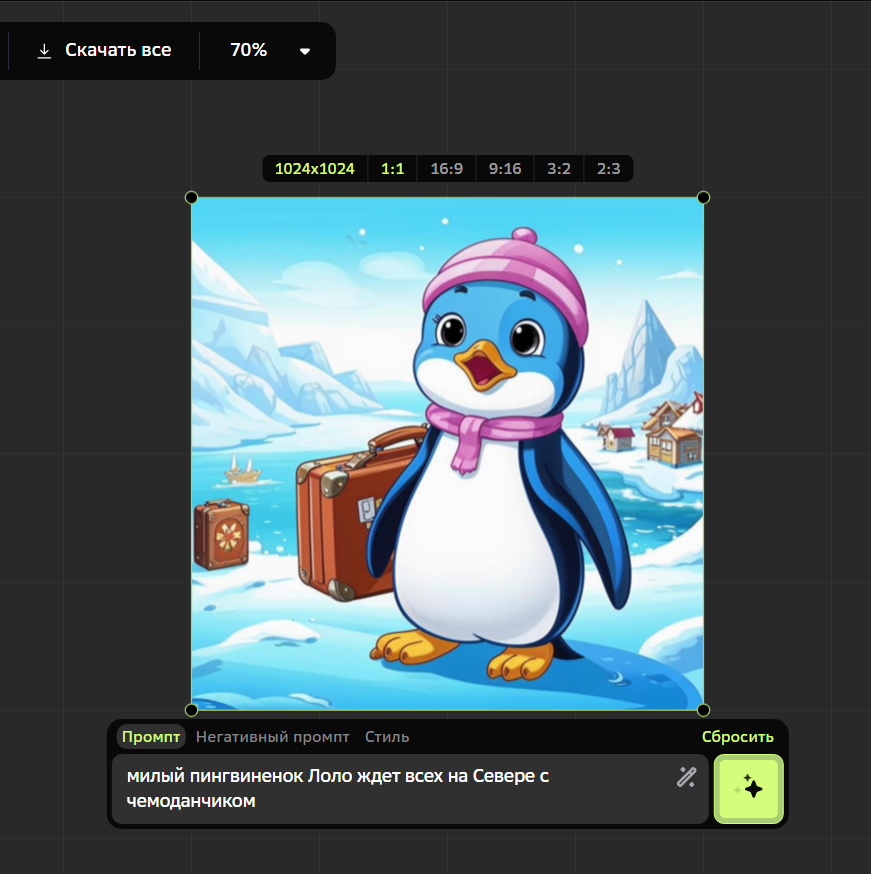 Скачать все 70%
1024x1024 1:1 16:9 9:16 3:2 2:3
Промпт Негативный промпт Стиль Сбросить
милый пингвиненок Лоло ждет всех на Севере с
чемоданчиком